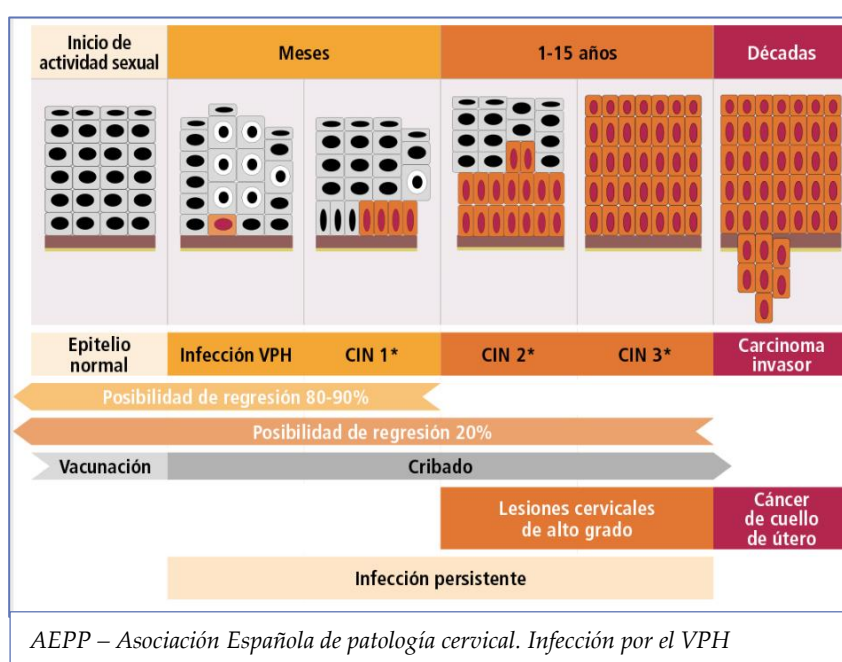 Inicio de
actividad sexual
Meses
1-15 años
Décadas
Epitelio
normal
Infección VPH
CIN 1*
CIN 2*
CIN 3*
Carcinoma
invasor
Posibilidad de regresión 80-90%
Posibilidad de regresión 20%
Vacunación
Cribado
Lesiones cervicales
de alto grado
Cáncer
de cuello
de útero
Infección persistente
AEPP – Asociación Española de patología cervical. Infección por el VPH